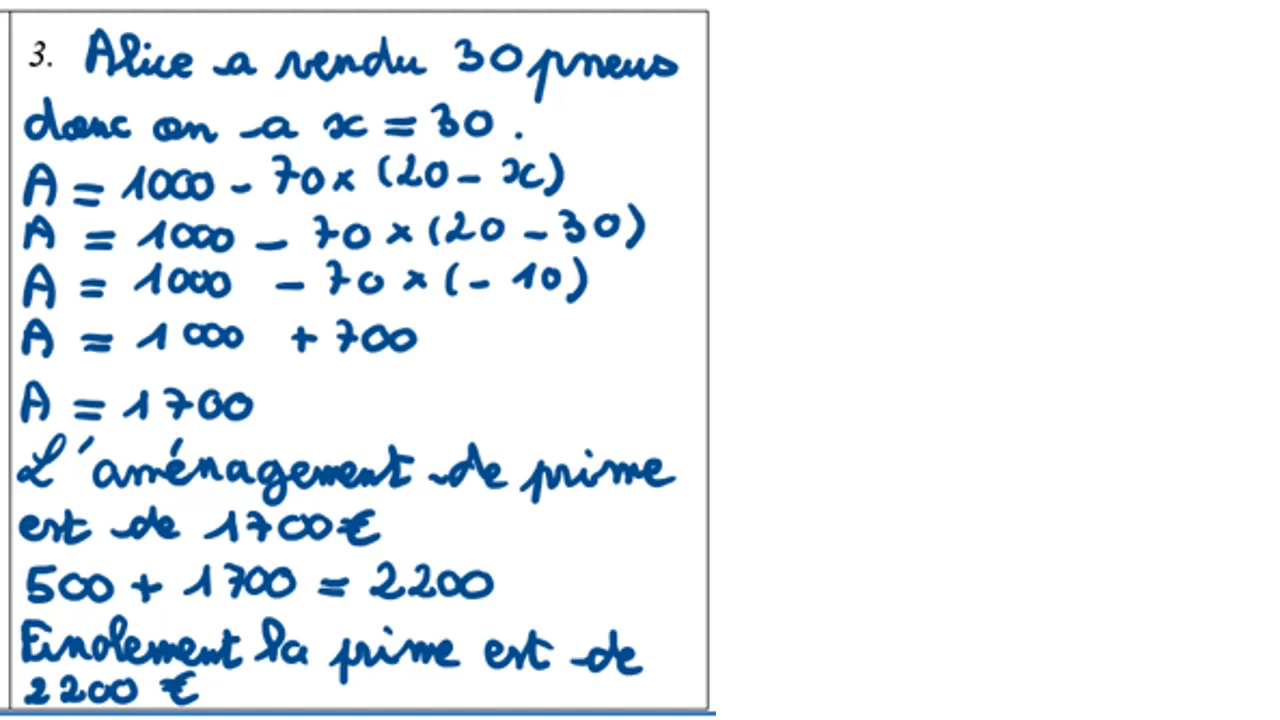 3. Alice a vendu 30 pneus
donc on a x = 30.
A = 1000 - 70 × (20 - x)
A = 1000 - 70 × (20 - 30)
A = 1000 - 70 × (- 10)
A = 1000 + 700
A = 1700
L'aménagement de prime
est de 1700 €
500 + 1700 = 2200
Finalement la prime est de
2200 €